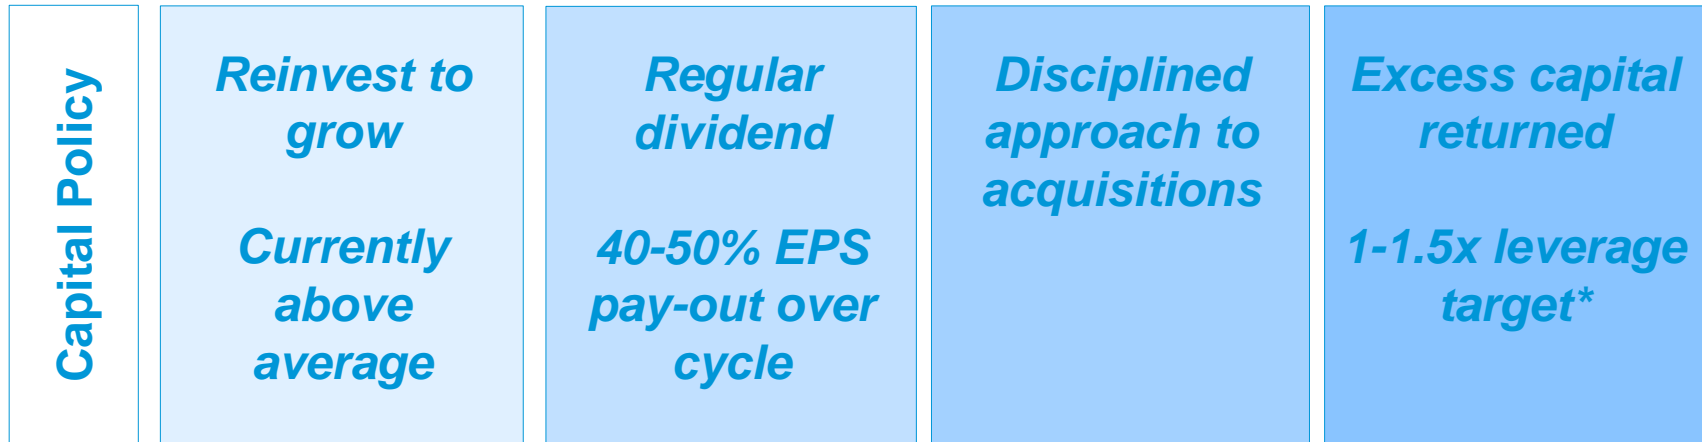 Capital Policy
Reinvest to
grow
Currently
above
average
Regular
dividend
40-50% EPS
pay-out over
cycle
Disciplined
approach to
acquisitions
Excess capital
returned
1-1.5x leverage
target*